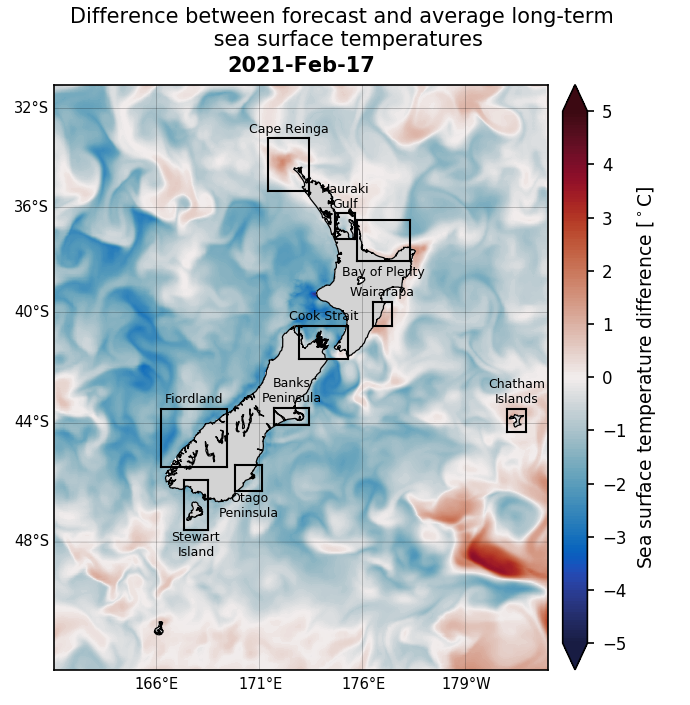 Difference between forecast and average long-term
sea surface temperatures
2021-Feb-17
32°S
36°S
40°S
44°S
48°S
166°E
171°E
176°E
179°W
Cape Reinga
Hauraki
Gulf
Bay of Plenty
Wairarapa
Cook Strait
Banks
Peninsula
Fiordland
Chatham
Islands
Otago
Peninsula
Stewart
Island
5
4
3
2
1
0
−1
−2
−3
−4
−5
Sea surface temperature difference [°C]